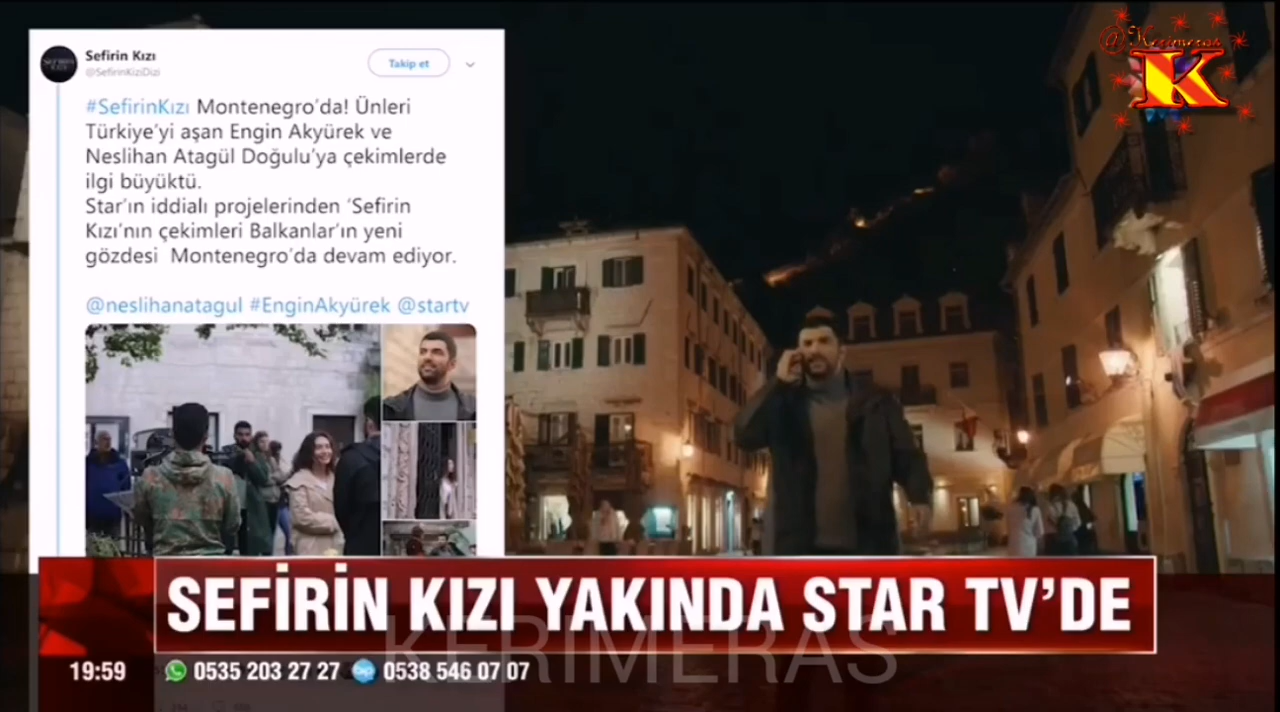 Sefirin Kızı
@SefirinKiziDizi
Takip et
#SefirinKızı Montenegro'da! Ünleri
Türkiye'yi aşan Engin Akyürek ve
Neslihan Atagül Doğulu'ya çekimlerde
ilgi büyüktü.
Star'ın iddialı projelerinden 'Sefirin
Kızı'nın çekimleri Balkanlar'ın yeni
gözdesi Montenegro'da devam ediyor.
@neslihanatagul #EnginAkyürek @startv
@Kerimeras
K
SEFİRİN KIZI YAKINDA STAR TV'DE
KERIMERAS
19:59 0535 203 27 27 bip 0538 546 07 07